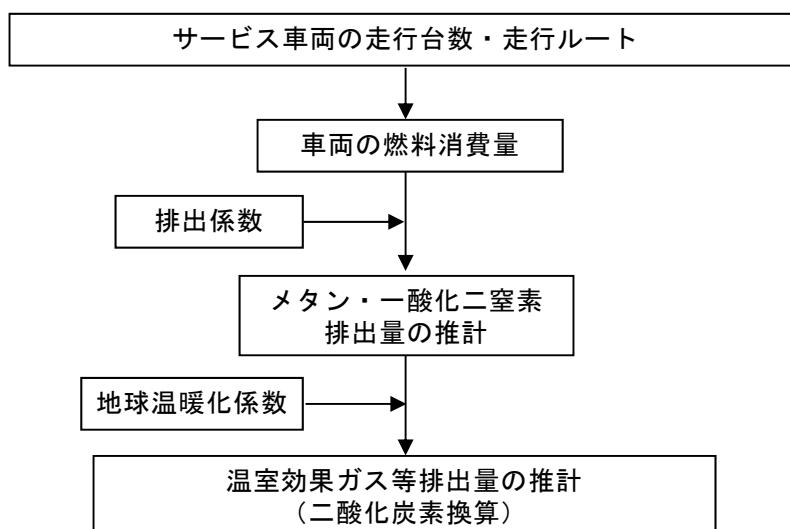 サービス車両の走行台数・走行ルート
車両の燃料消費量
排出係数
メタン・一酸化二窒素
排出量の推計
地球温暖化係数
温室効果ガス等排出量の推計
（二酸化炭素換算）